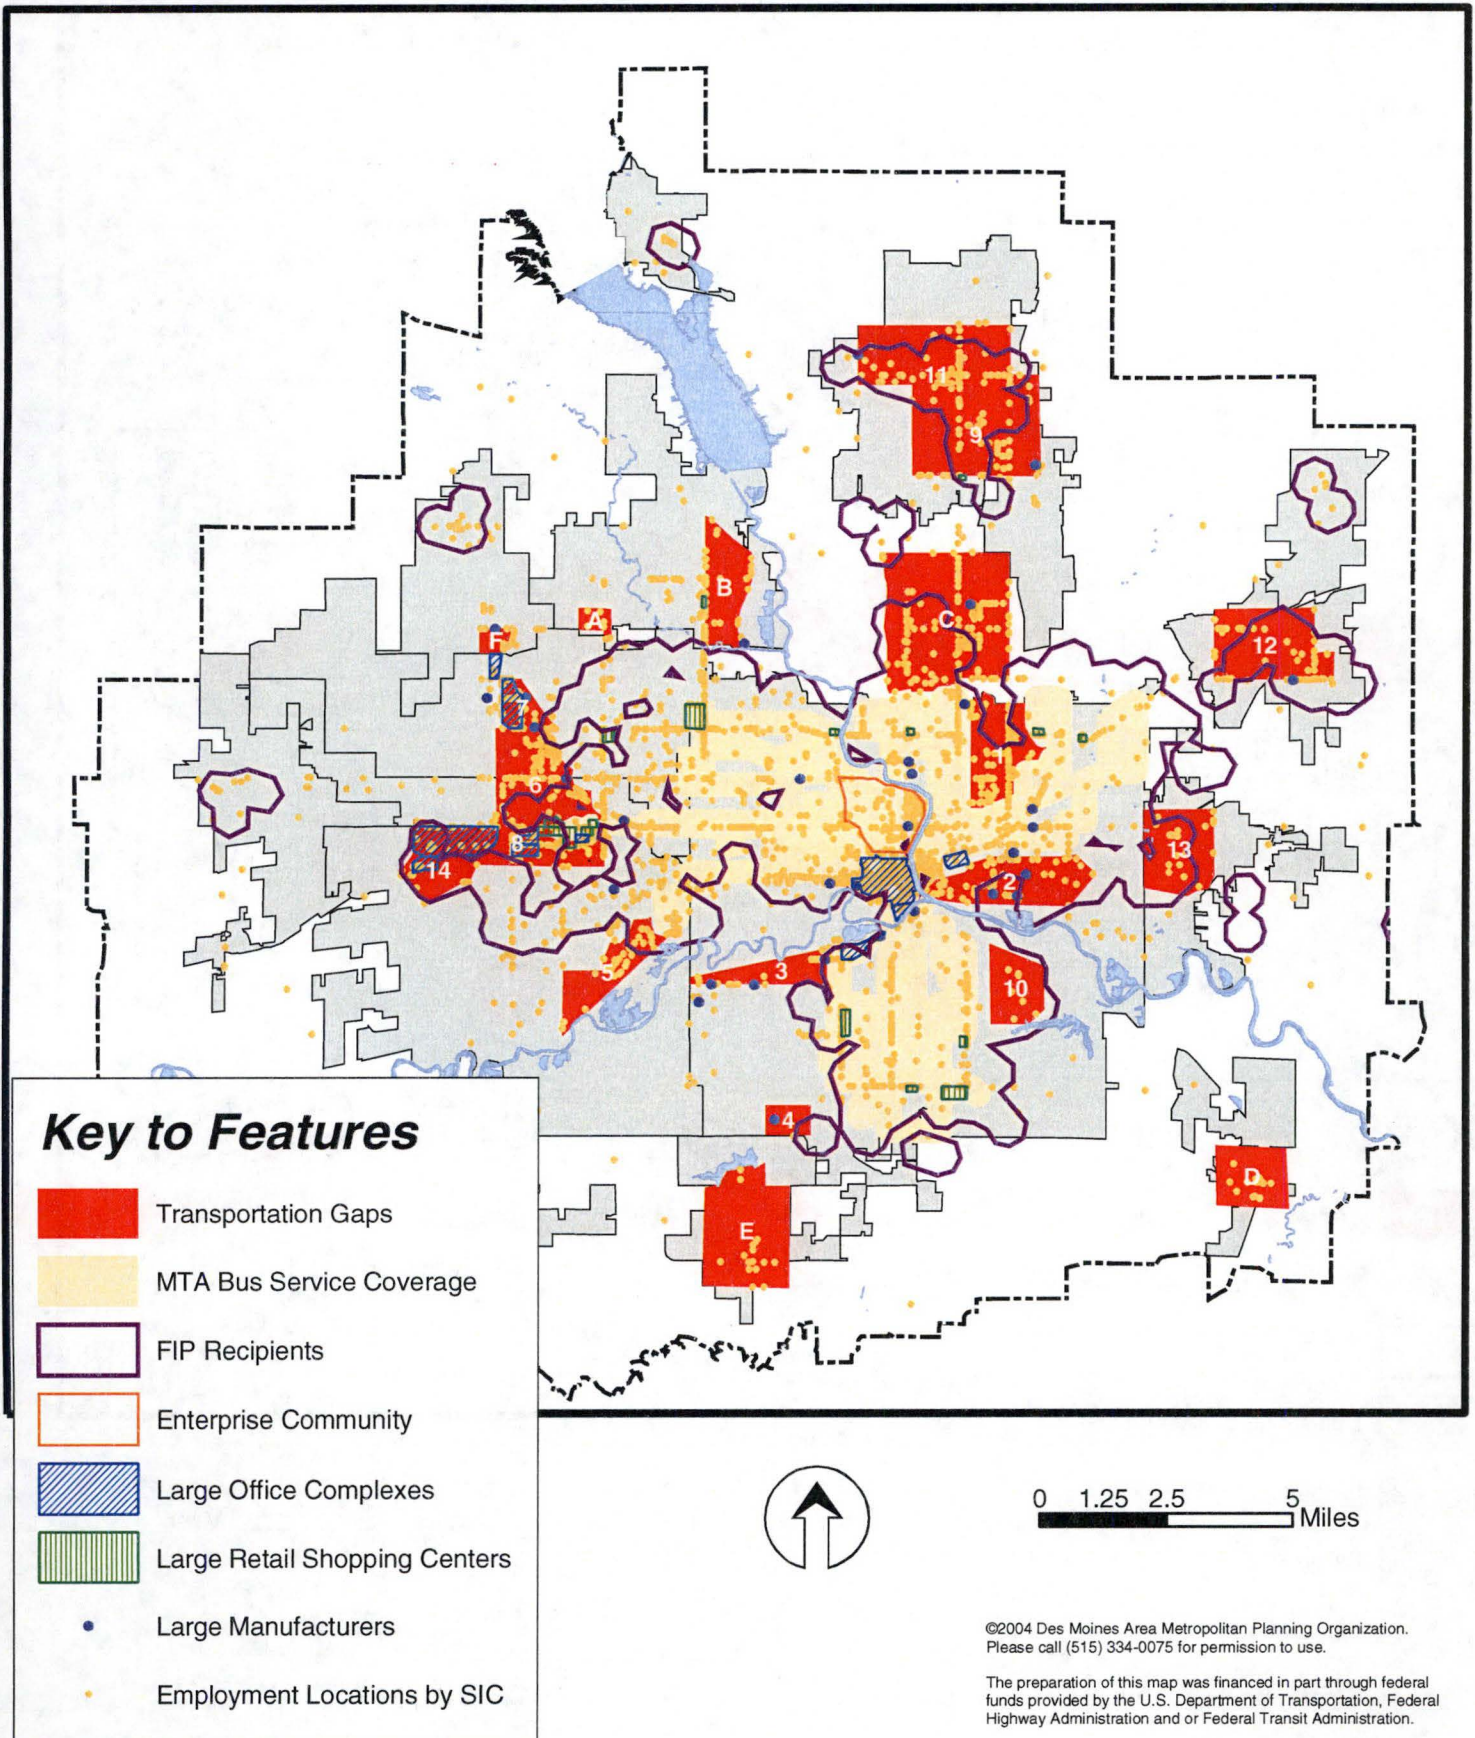 11
9
B
A
C
F
12
7
1
6
8
14
13
2
5
3
10
4
D
E
Key to Features
Transportation Gaps
MTA Bus Service Coverage
FIP Recipients
Enterprise Community
Large Office Complexes
Large Retail Shopping Centers
Large Manufacturers
Employment Locations by SIC
0 1.25 2.5 5
Miles
©2004 Des Moines Area Metropolitan Planning Organization.
Please call (515) 334-0075 for permission to use.
The preparation of this map was financed in part through federal
funds provided by the U.S. Department of Transportation, Federal
Highway Administration and or Federal Transit Administration.